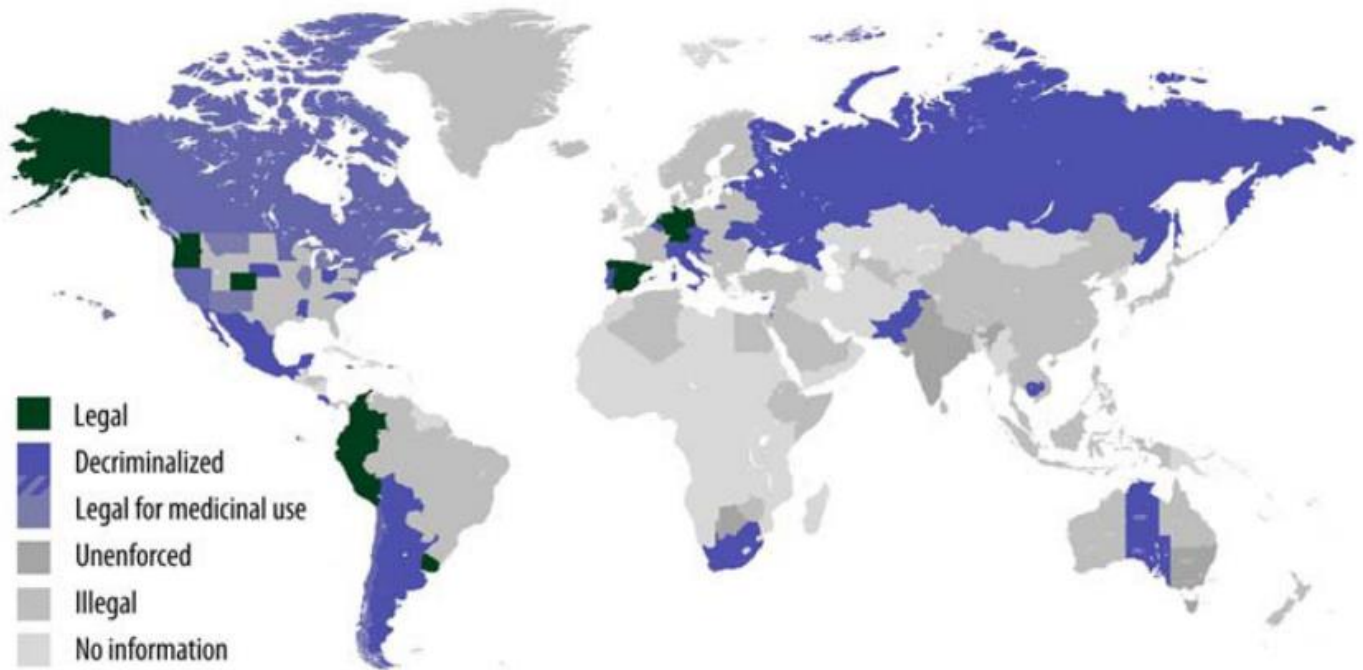 Legal
Decriminalized
Legal for medicinal use
Unenforced
Illegal
No information